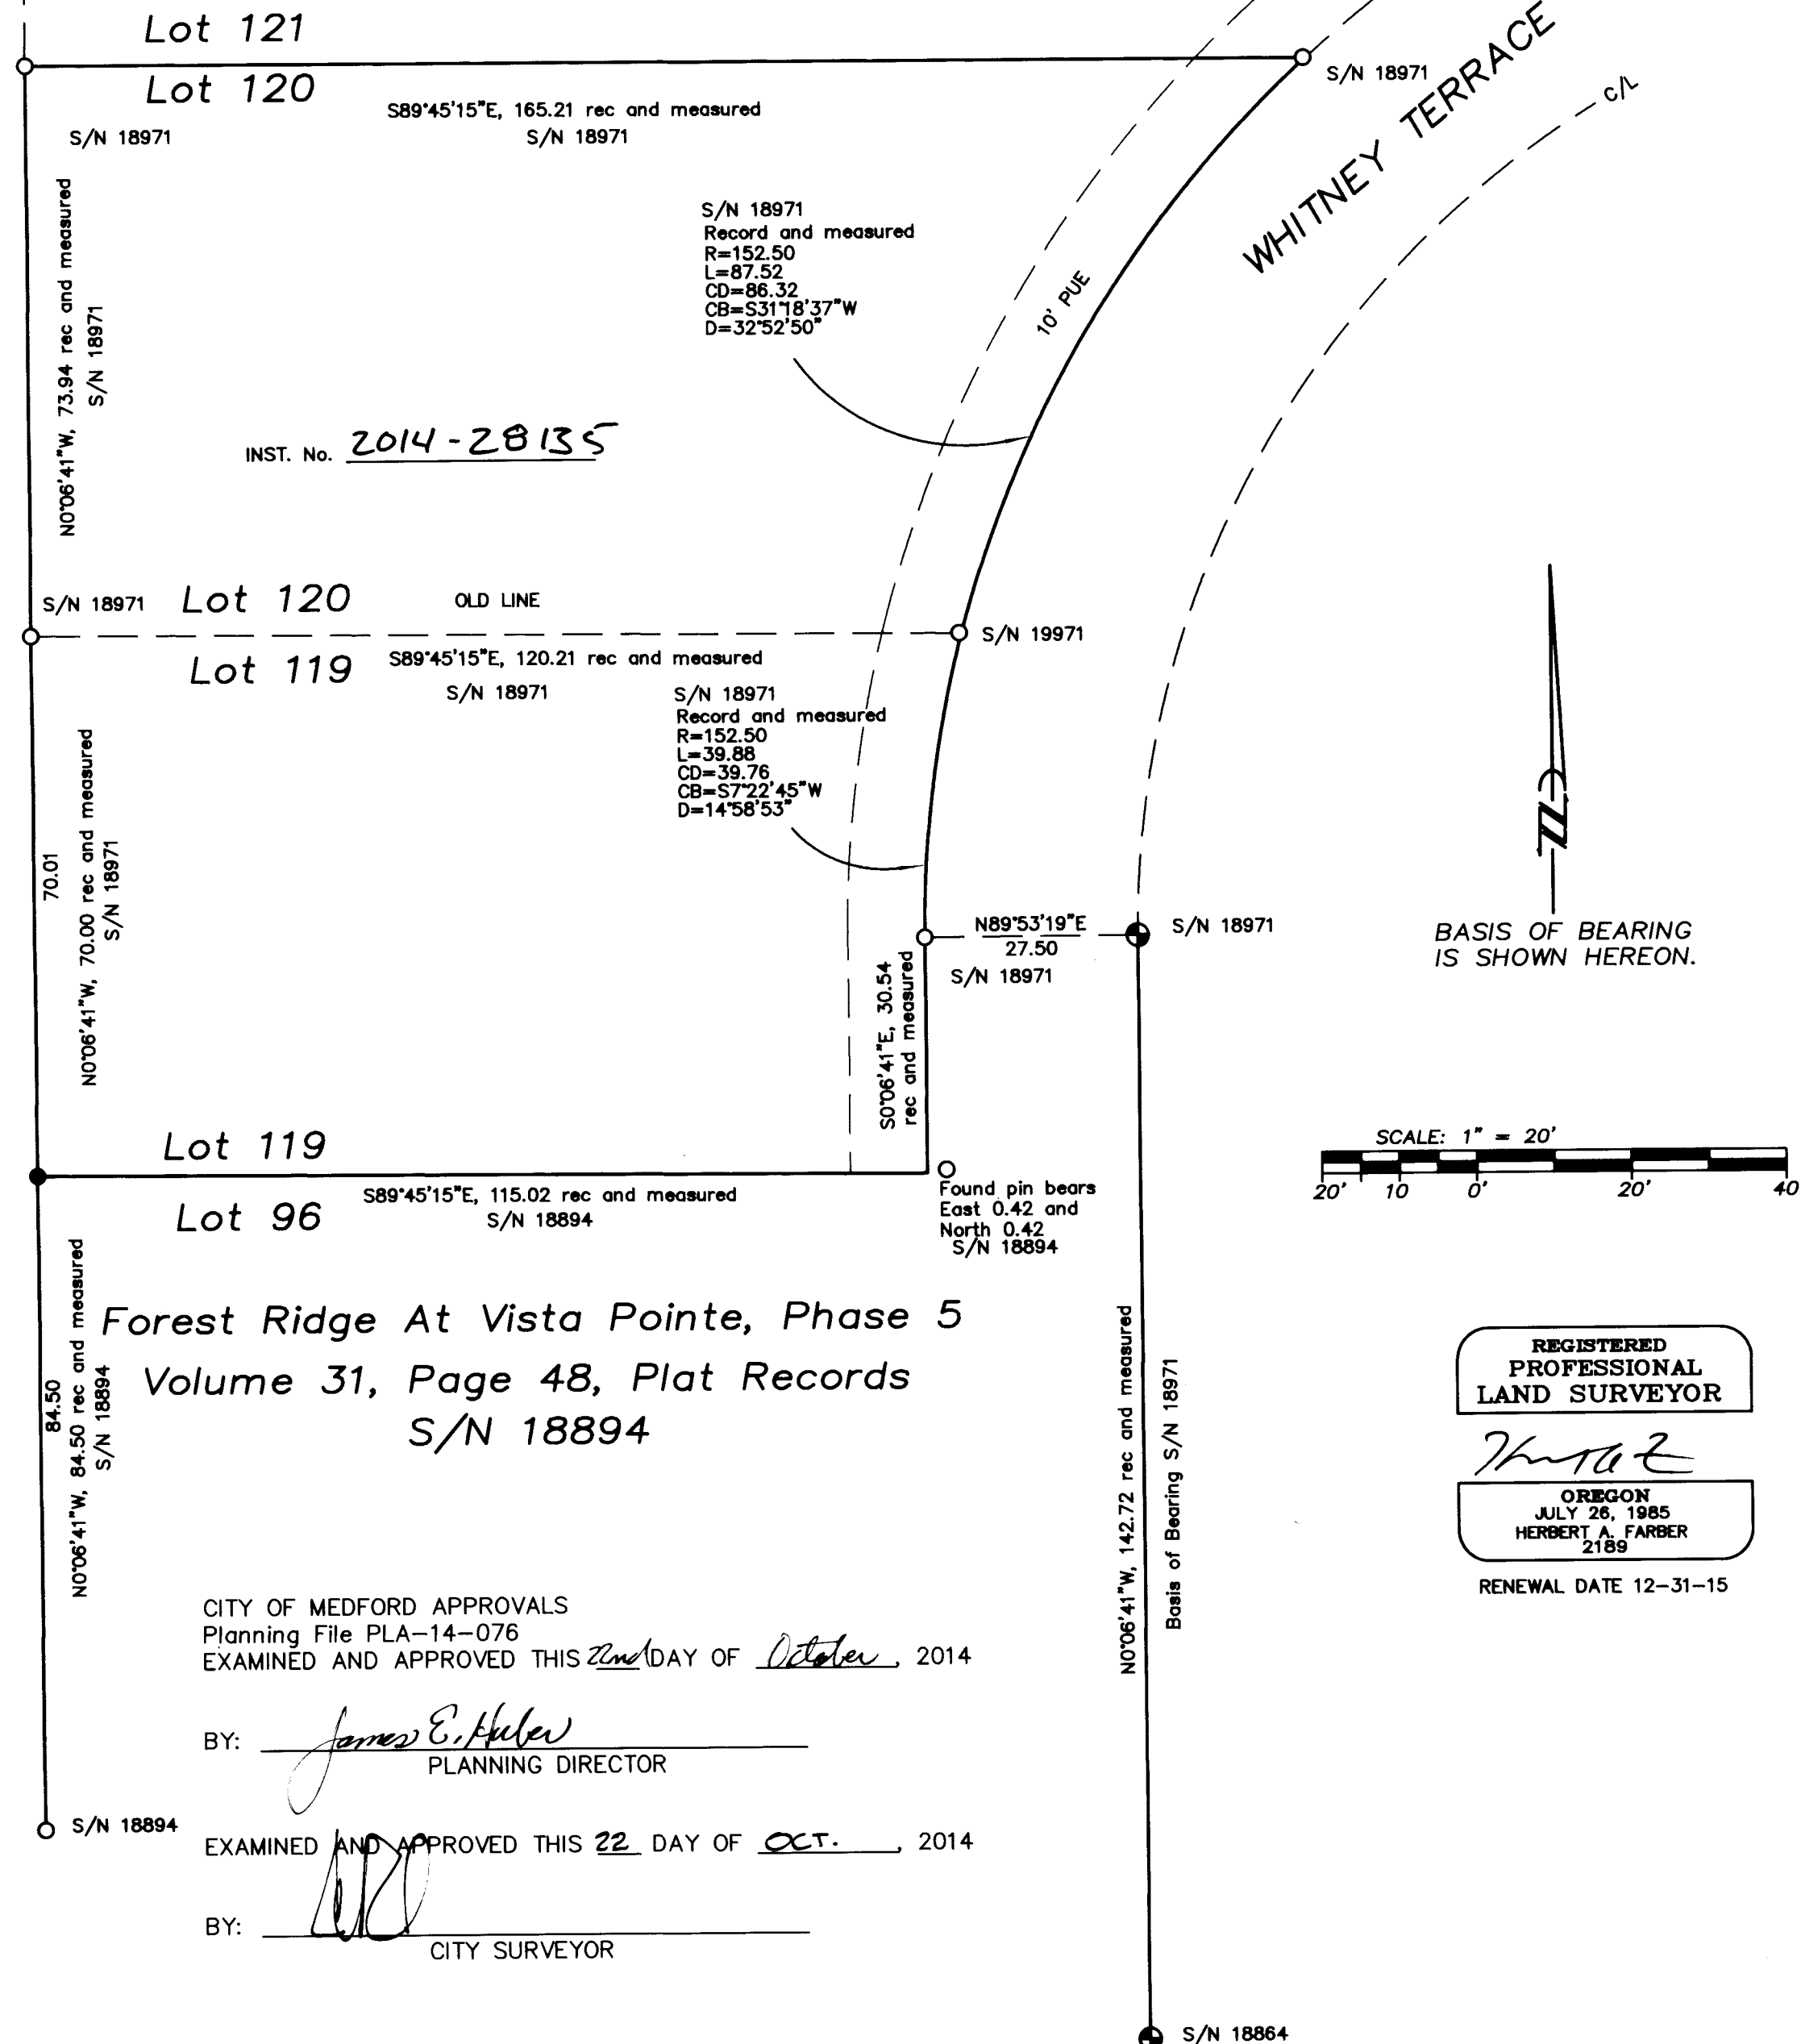 Lot 121
Lot 120
S89°45'15"E, 165.21 rec and measured
S/N 18971
S/N 18971
S/N 18971
WHITNEY TERRACE
C/L
N0°06'41"W, 73.94 rec and measured
S/N 18971
S/N 18971
Record and measured
R=152.50
L=87.52
CD=86.32
CB=S31°18'37"W
D=32°52'50"
10' PUE
INST. No. 2014-28135
S/N 18971
Lot 120
OLD LINE
S/N 19971
Lot 119
S89°45'15"E, 120.21 rec and measured
S/N 18971
S/N 18971
Record and measured
R=152.50
L=39.88
CD=39.76
CB=S7°22'45"W
D=14°58'53"
70.01
N0°06'41"W, 70.00 rec and measured
S/N 18971
N89°53'19"E
27.50
S/N 18971
S/N 18971
S0°06'41"E, 30.54
rec and measured
N
BASIS OF BEARING
IS SHOWN HEREON.
Lot 119
S89°45'15"E, 115.02 rec and measured
S/N 18894
Lot 96
Found pin bears
East 0.42 and
North 0.42
S/N 18894
SCALE: 1" = 20'
20' 10 0' 20' 40
84.50
N0°06'41"W, 84.50 rec and measured
S/N 18894
Forest Ridge At Vista Pointe, Phase 5
Volume 31, Page 48, Plat Records
S/N 18894
N0°06'41"W, 142.72 rec and measured
Basis of Bearing S/N 18971
REGISTERED
PROFESSIONAL
LAND SURVEYOR
OREGON
JULY 26, 1985
HERBERT A. FARBER
2189
RENEWAL DATE 12-31-15
CITY OF MEDFORD APPROVALS
Planning File PLA-14-076
EXAMINED AND APPROVED THIS 22nd DAY OF October, 2014
BY: James E. Huber
PLANNING DIRECTOR
S/N 18894
EXAMINED AND APPROVED THIS 22 DAY OF OCT., 2014
BY:
CITY SURVEYOR
S/N 18864